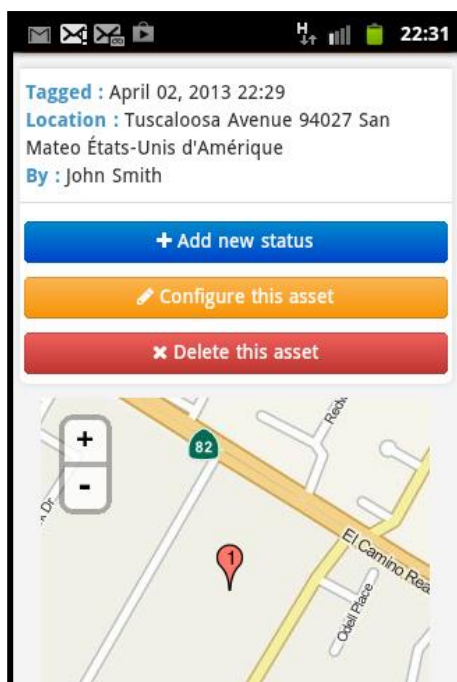 H 22:31
Tagged : April 02, 2013 22:29
Location : Tuscaloosa Avenue 94027 San
Mateo États-Unis d'Amérique
By : John Smith
+ Add new status
Configure this asset
× Delete this asset
+
-
82
1
El Camino Rea
Odell Place
Dr